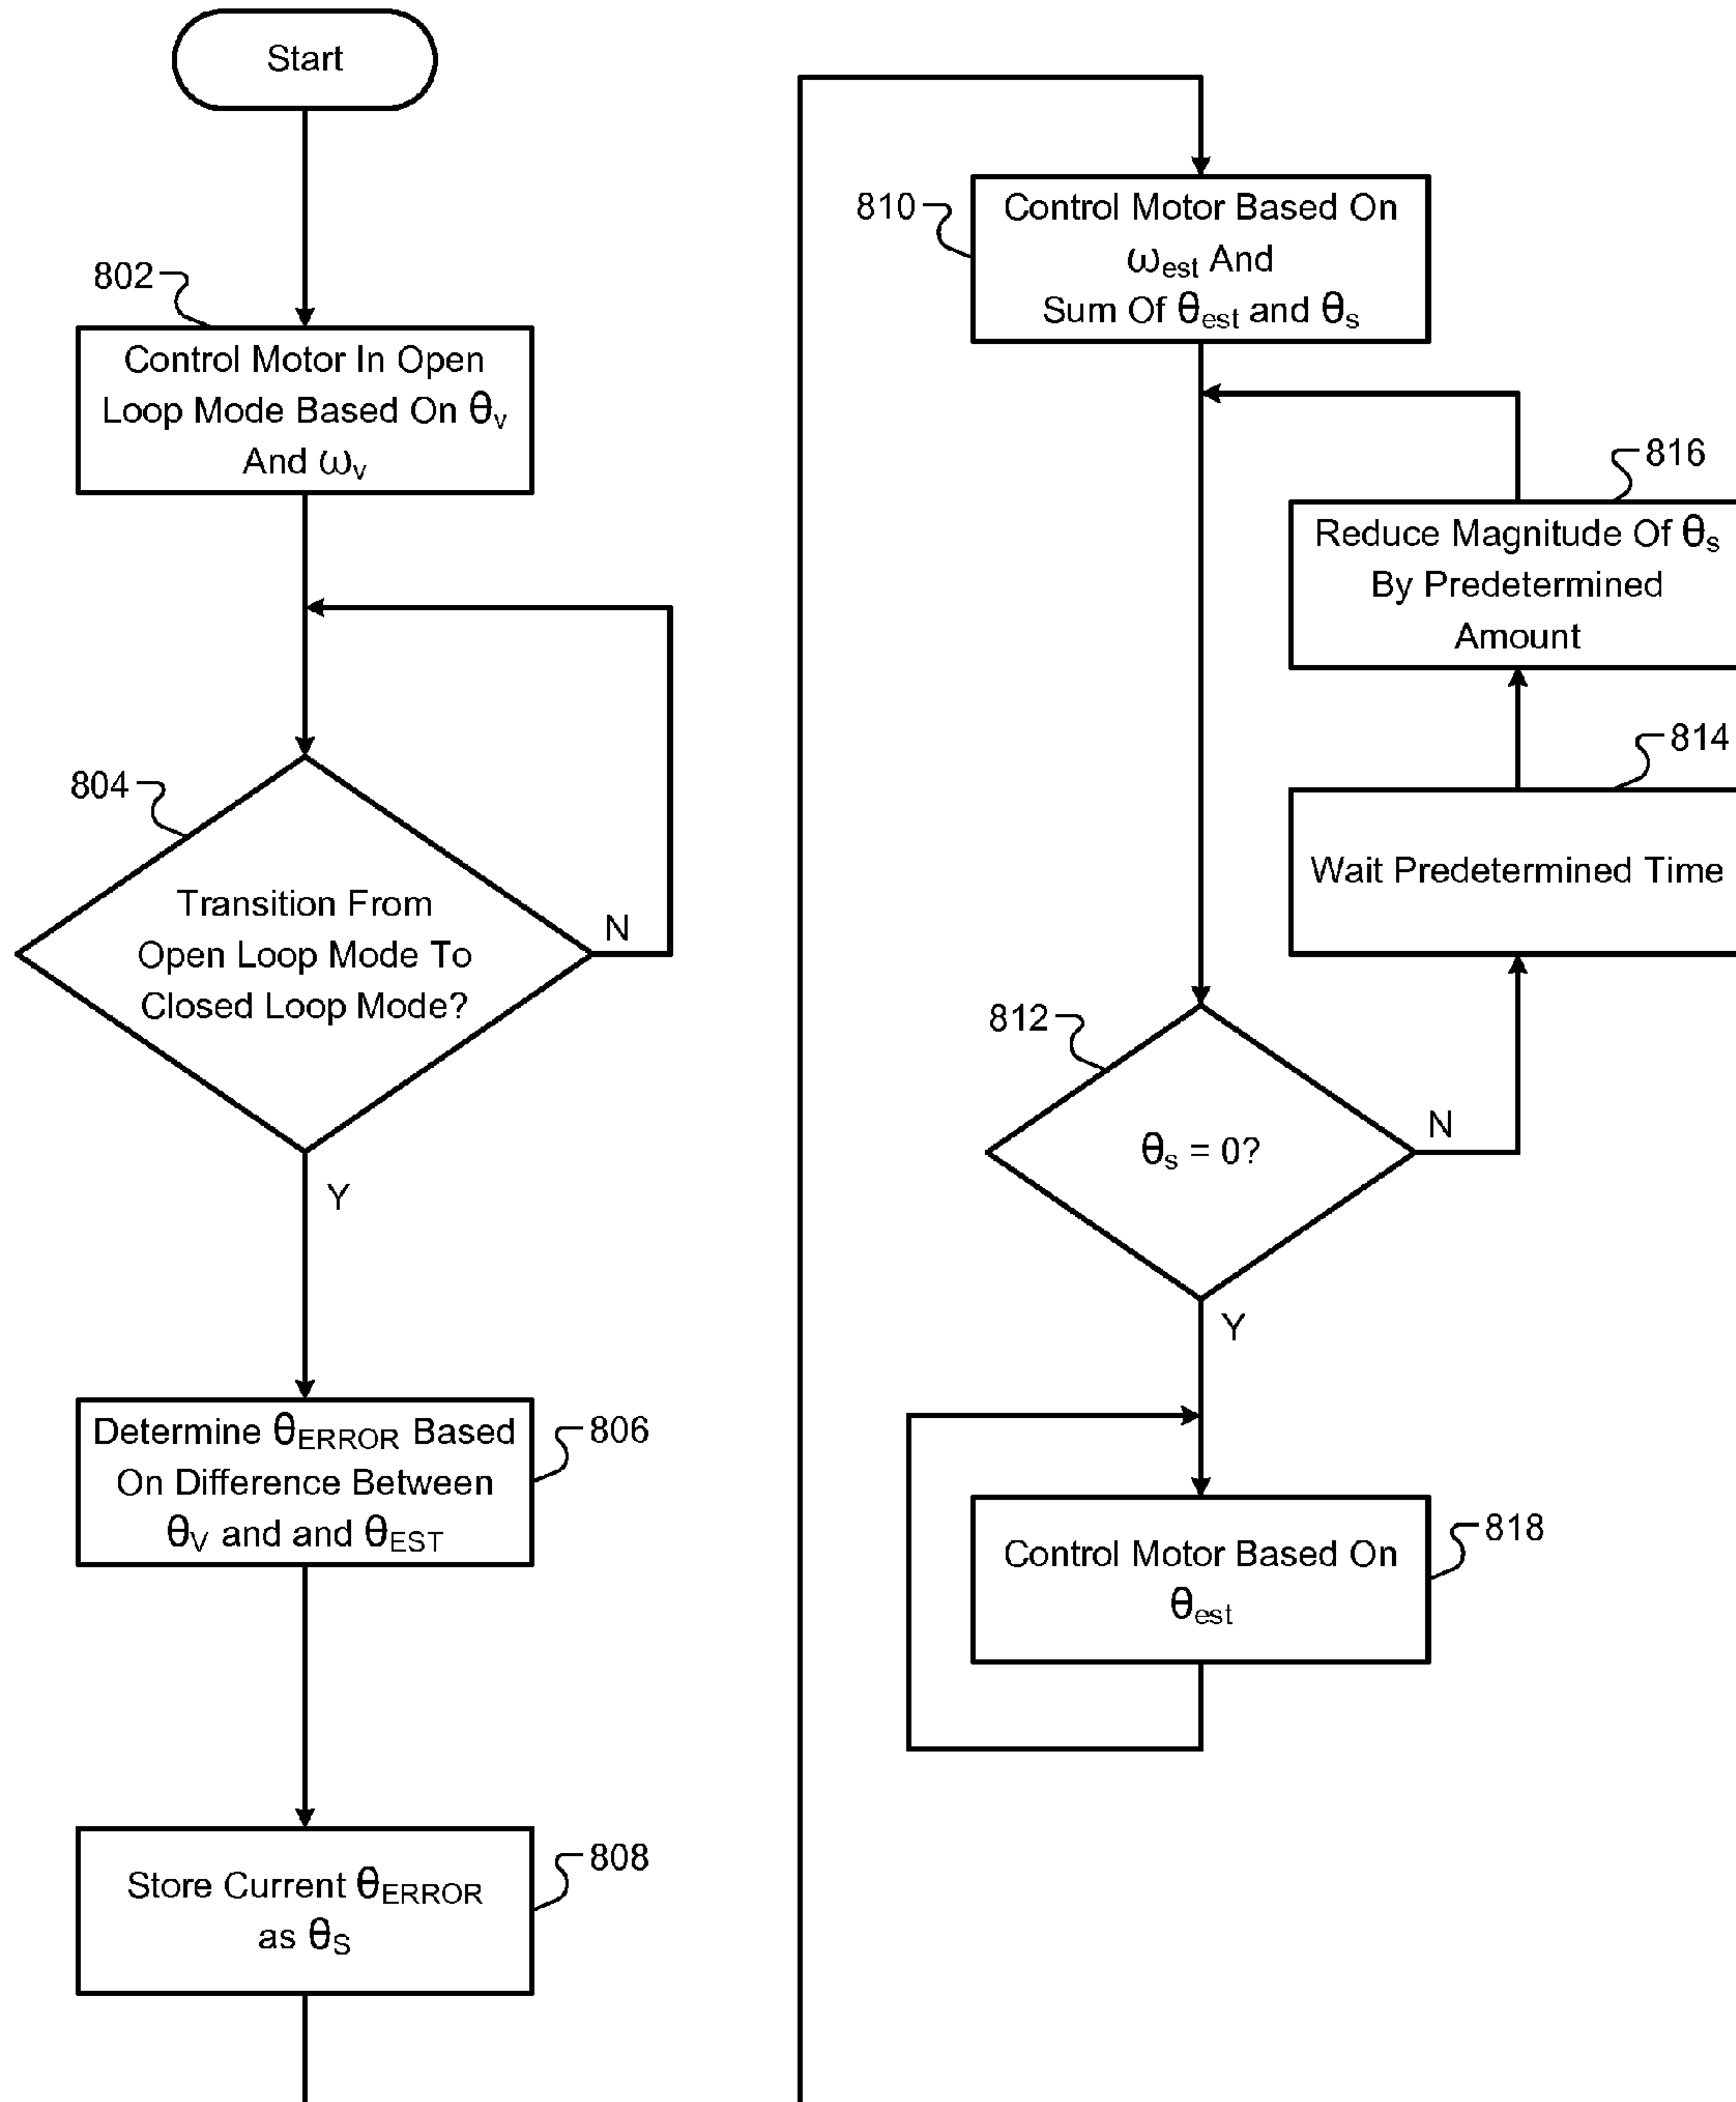 Start
802
Control Motor In Open
Loop Mode Based On θv
And ωv
804
Transition From
Open Loop Mode To
Closed Loop Mode?
N
Y
Determine θERROR Based
On Difference Between
θV and and θEST
806
Store Current θERROR
as θS
808
810
Control Motor Based On
ωest And
Sum Of θest and θs
816
Reduce Magnitude Of θs
By Predetermined
Amount
814
Wait Predetermined Time
812
θs = 0?
N
Y
Control Motor Based On
θest
818